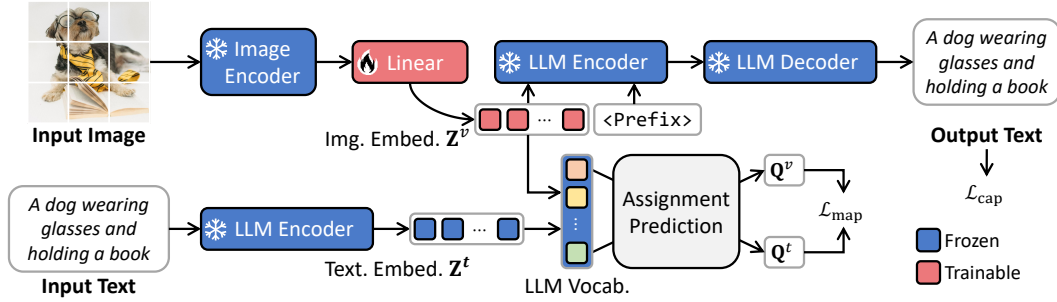 Input Image
Image
Encoder
Linear
Img. Embed. Z^v
LLM Encoder
LLM Decoder
...
<Prefix>
A dog wearing
glasses and
holding a book
Output Text
L_cap
A dog wearing
glasses and
holding a book
Input Text
LLM Encoder
...
Text. Embed. Z^t
LLM Vocab.
Assignment
Prediction
Q^v
Q^t
L_map
Frozen
Trainable